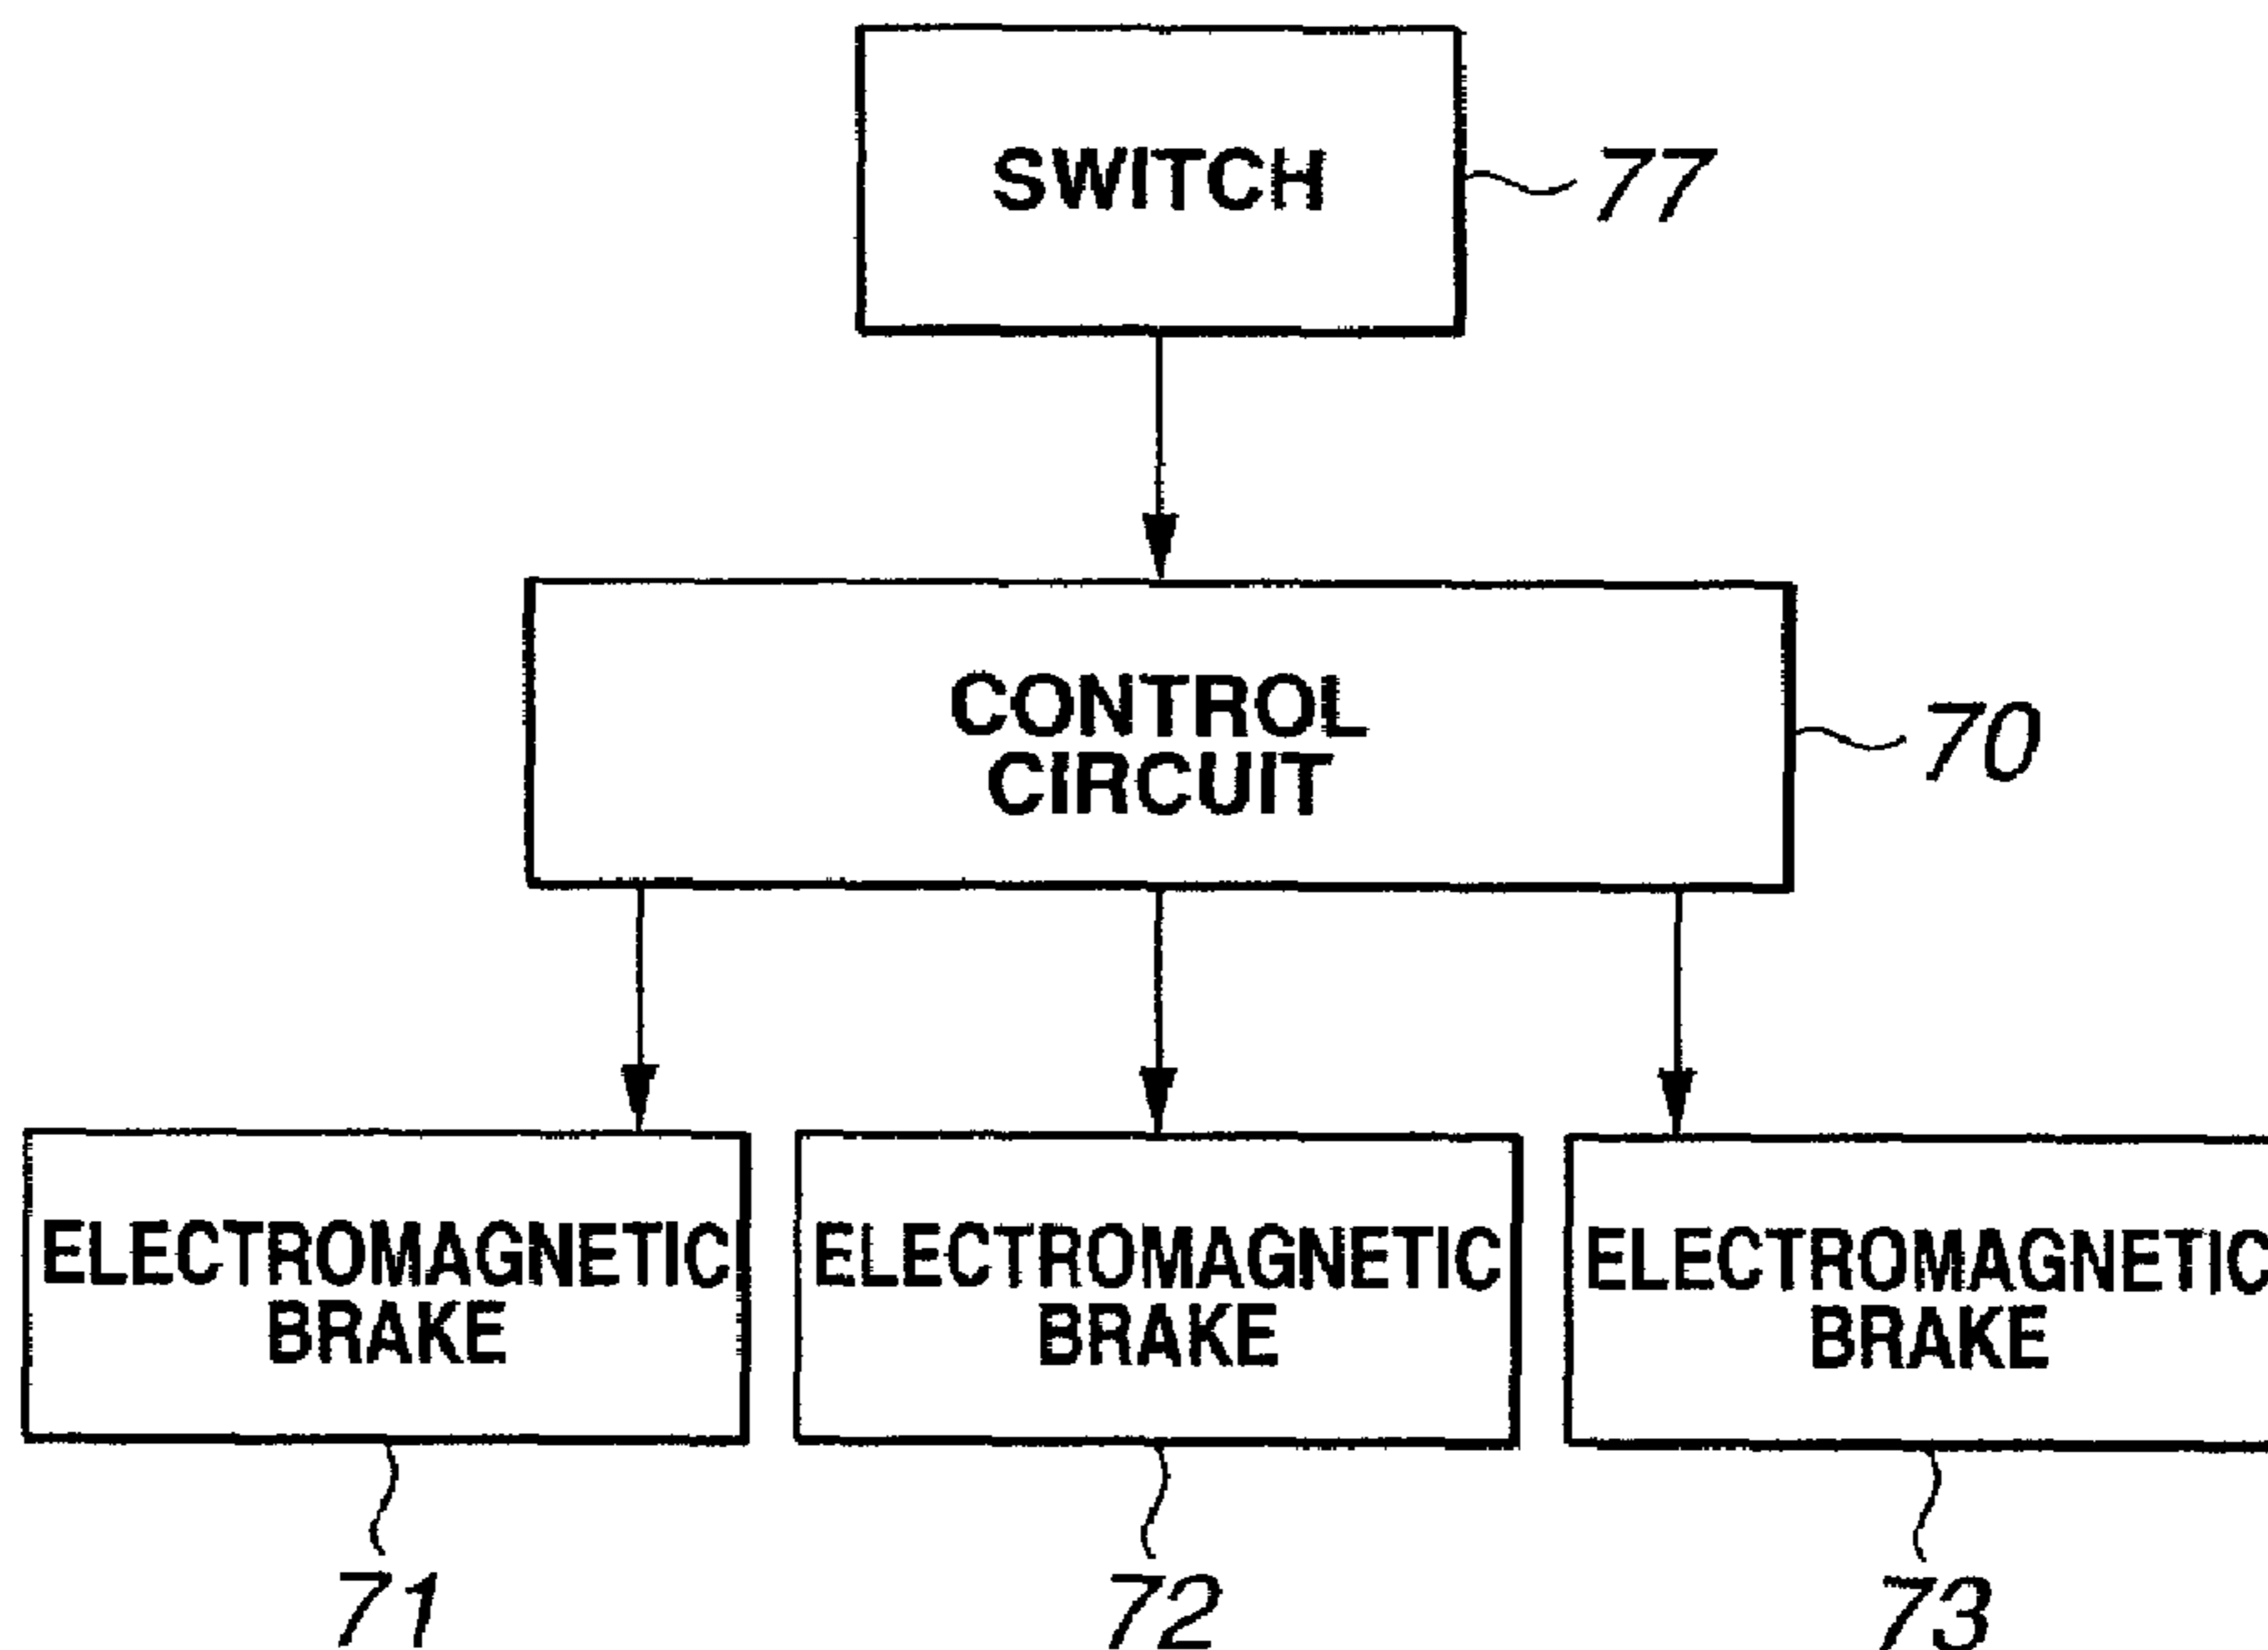 SWITCH
77
CONTROL
CIRCUIT
70
ELECTROMAGNETIC
BRAKE
ELECTROMAGNETIC
BRAKE
ELECTROMAGNETIC
BRAKE
71
72
73